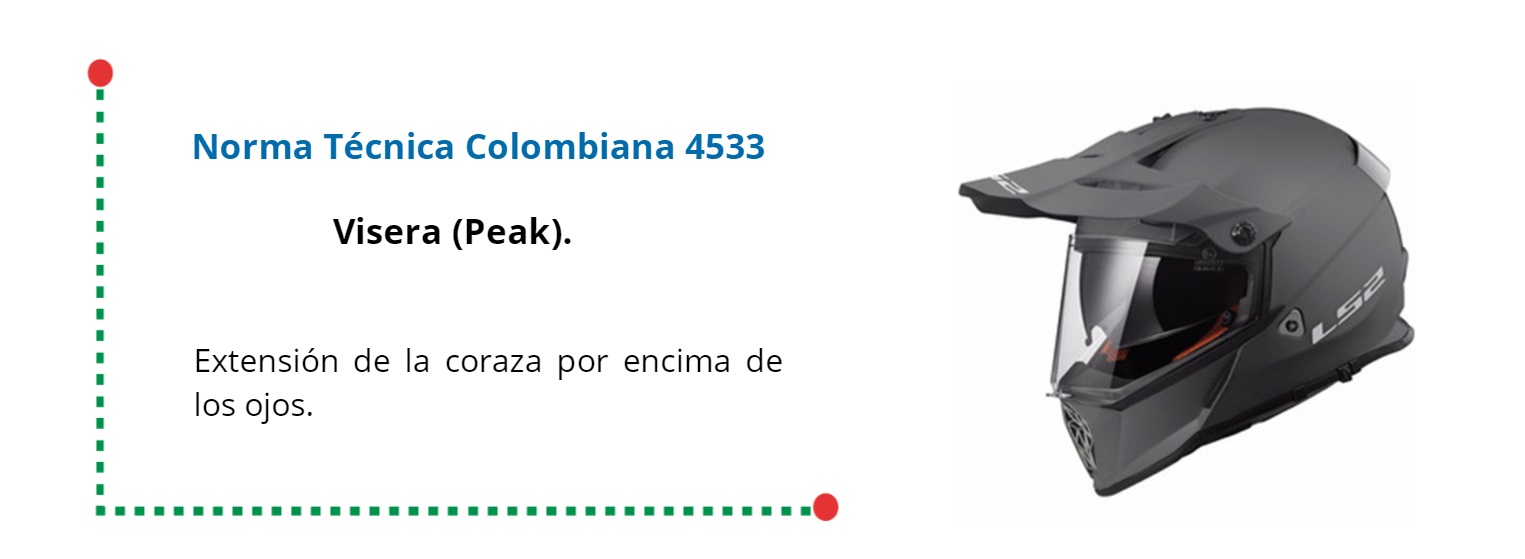 Norma Técnica Colombiana 4533
Visera (Peak).
Extensión de la coraza por encima de
los ojos.
LS2
LS2